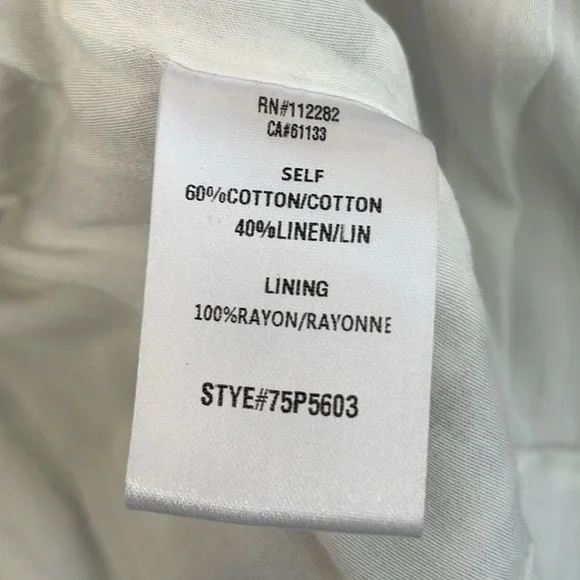 RN#112282
CA#61133
SELF
60%COTTON/COTTON
40%LINEN/LIN
LINING
100%RAYON/RAYONNE
STYE#75P5603